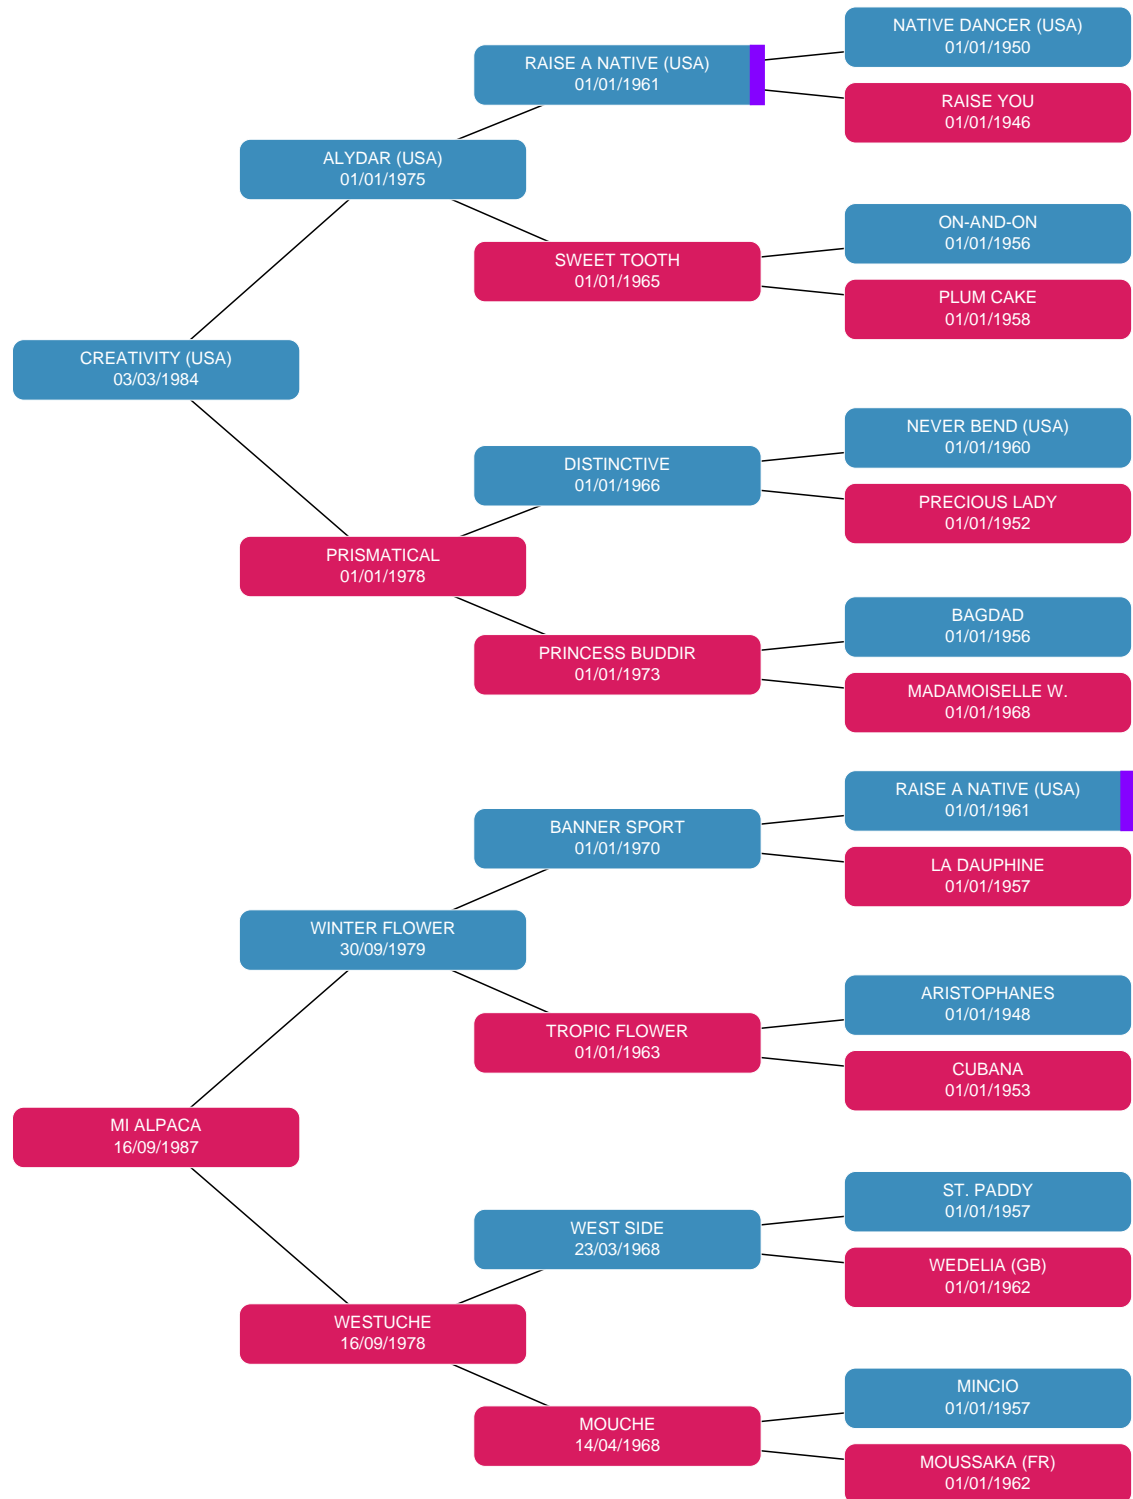 NATIVE DANCER (USA)
01/01/1950
RAISE A NATIVE (USA)
01/01/1961
RAISE YOU
01/01/1946
ALYDAR (USA)
01/01/1975
ON-AND-ON
01/01/1956
SWEET TOOTH
01/01/1965
PLUM CAKE
01/01/1958
CREATIVITY (USA)
03/03/1984
NEVER BEND (USA)
01/01/1960
DISTINCTIVE
01/01/1966
PRECIOUS LADY
01/01/1952
PRISMATICAL
01/01/1978
BAGDAD
01/01/1956
PRINCESS BUDDIR
01/01/1973
MADAMOISELLE W.
01/01/1968
RAISE A NATIVE (USA)
01/01/1961
BANNER SPORT
01/01/1970
LA DAUPHINE
01/01/1957
WINTER FLOWER
30/09/1979
ARISTOPHANES
01/01/1948
TROPIC FLOWER
01/01/1963
CUBANA
01/01/1953
MI ALPACA
16/09/1987
ST. PADDY
01/01/1957
WEST SIDE
23/03/1968
WEDELIA (GB)
01/01/1962
WESTUCHE
16/09/1978
MINCIO
01/01/1957
MOUCHE
14/04/1968
MOUSSAKA (FR)
01/01/1962